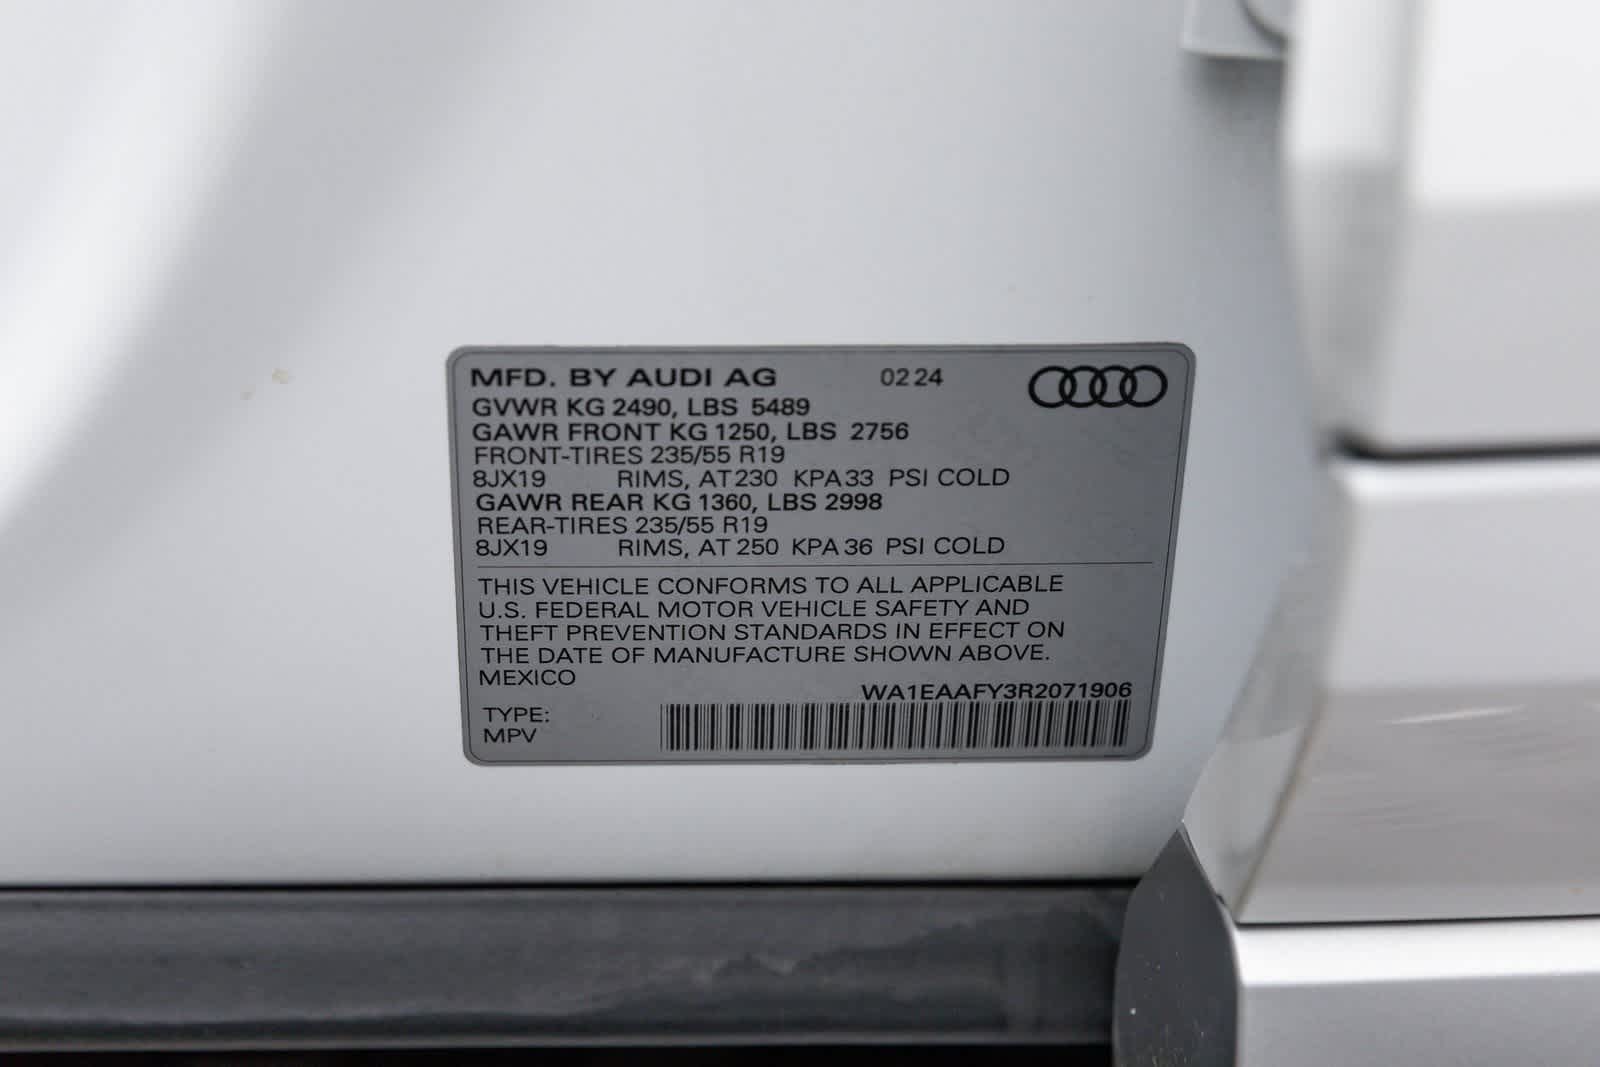 MFD. BY AUDI AG 02 24
GVWR KG 2490, LBS 5489
GAWR FRONT KG 1250, LBS 2756
FRONT-TIRES 235/55 R19
8JX19 RIMS, AT 230 KPA 33 PSI COLD
GAWR REAR KG 1360, LBS 2998
REAR-TIRES 235/55 R19
8JX19 RIMS, AT 250 KPA 36 PSI COLD
THIS VEHICLE CONFORMS TO ALL APPLICABLE
U.S. FEDERAL MOTOR VEHICLE SAFETY AND
THEFT PREVENTION STANDARDS IN EFFECT ON
THE DATE OF MANUFACTURE SHOWN ABOVE.
MEXICO
WA1EAAFY3R2071906
TYPE:
MPV